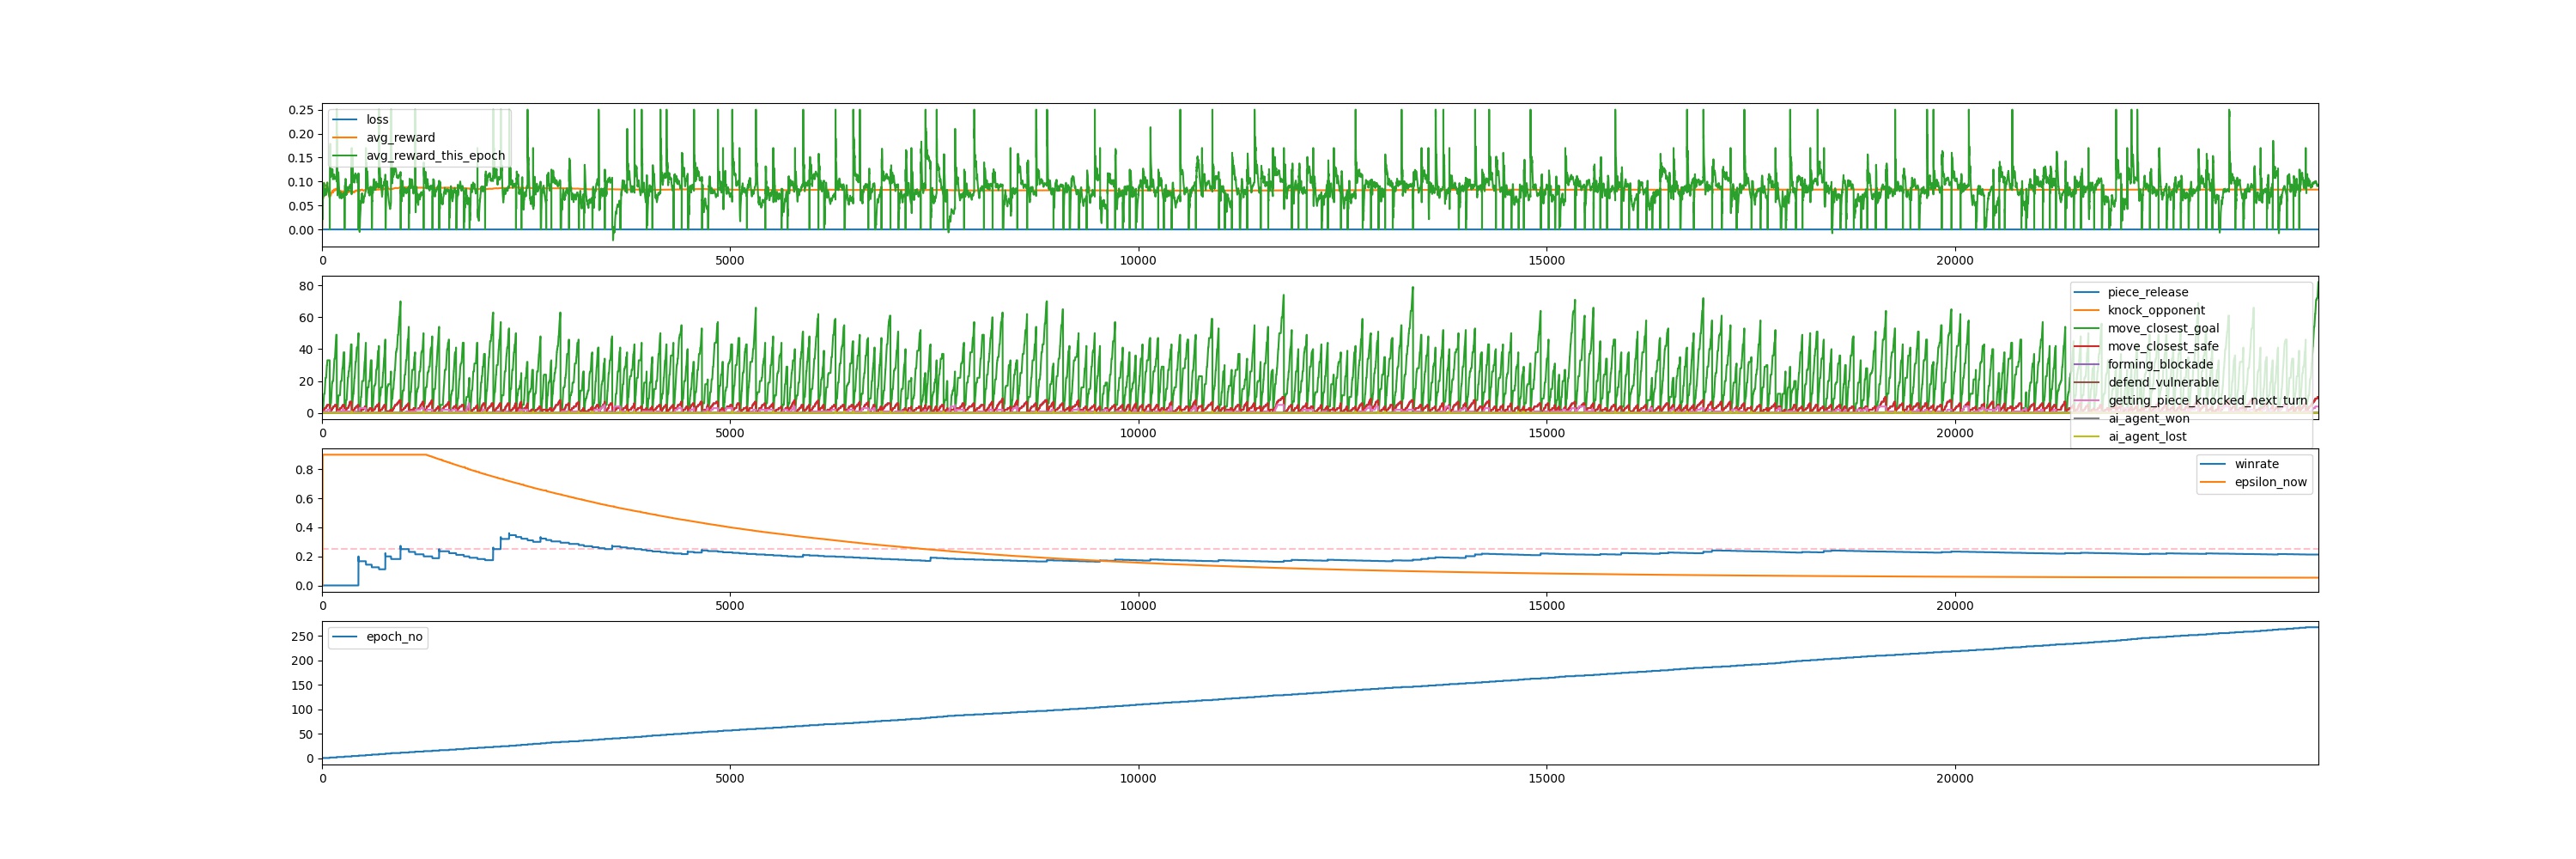 0.25
0.20
0.15
0.10
0.05
0.00
loss
avg_reward
avg_reward_this_epoch
0 5000 10000 15000 20000
80
60
40
20
0
piece_release
knock_opponent
move_closest_goal
move_closest_safe
forming_blockade
defend_vulnerable
getting_piece_knocked_next_turn
ai_agent_won
ai_agent_lost
0 5000 10000 15000 20000
0.8
0.6
0.4
0.2
0.0
winrate
epsilon_now
0 5000 10000 15000 20000
250
200
150
100
50
0
epoch_no
0 5000 10000 15000 20000